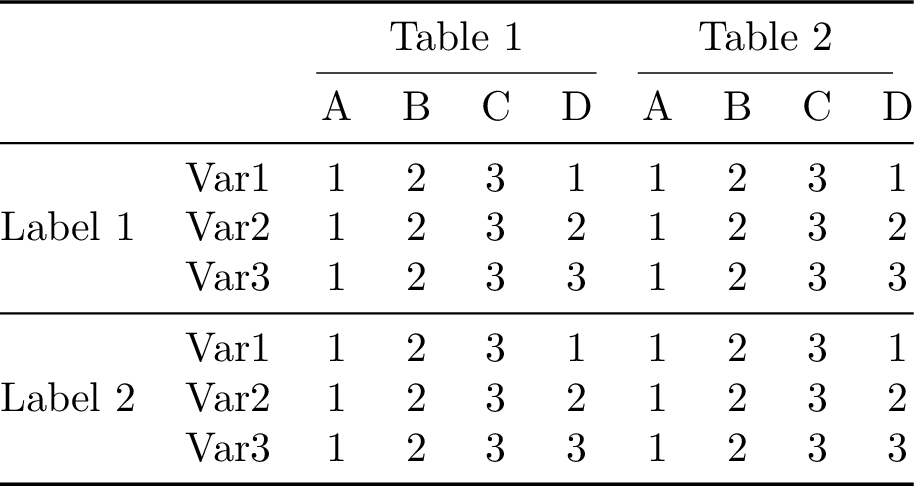 Table 1 Table 2
A B C D A B C D
Var1 1 2 3 1 1 2 3 1
Label 1 Var2 1 2 3 2 1 2 3 2
Var3 1 2 3 3 1 2 3 3
Var1 1 2 3 1 1 2 3 1
Label 2 Var2 1 2 3 2 1 2 3 2
Var3 1 2 3 3 1 2 3 3